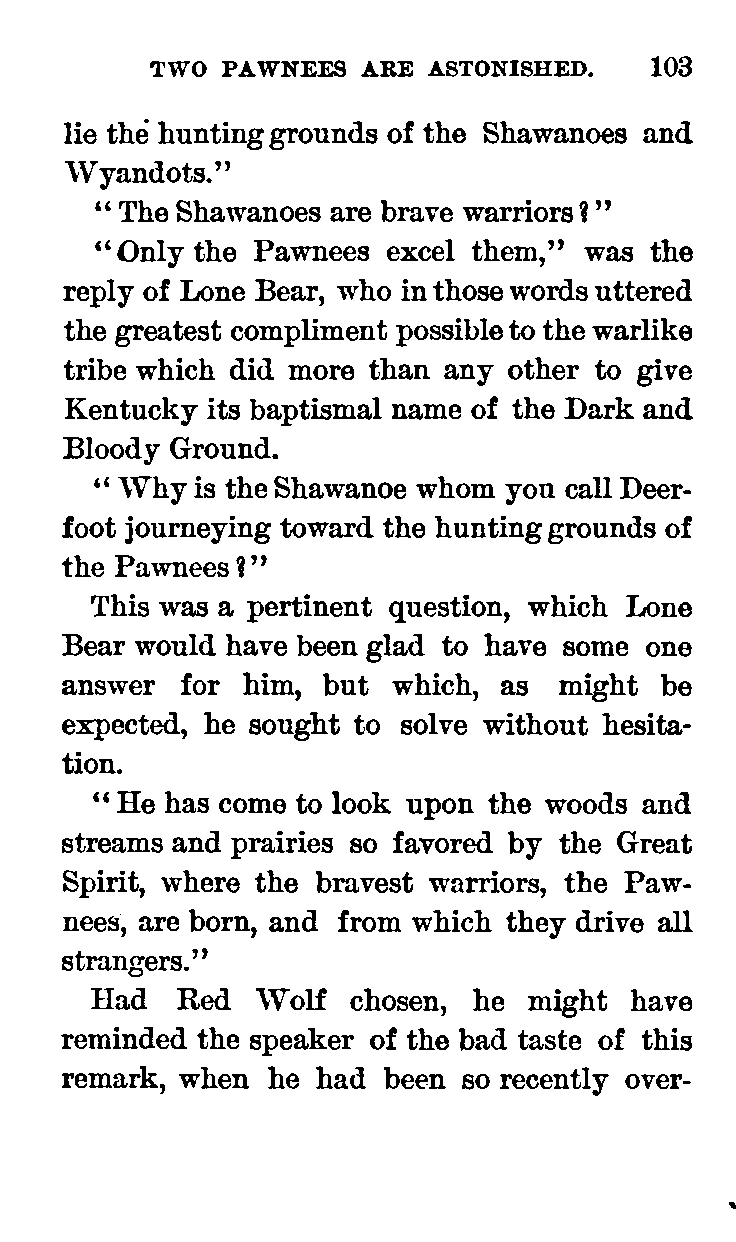 TWO PAWNEES ARE ASTONISHED. 103
lie the hunting grounds of the Shawanoes and
Wyandots."
"The Shawanoes are brave warriors?"
"Only the Pawnees excel them," was the
reply of Lone Bear, who in those words uttered
the greatest compliment possible to the warlike
tribe which did more than any other to give
Kentucky its baptismal name of the Dark and
Bloody Ground.
"Why is the Shawanoe whom you call Deer-
foot journeying toward the hunting grounds of
the Pawnees?"
This was a pertinent question, which Lone
Bear would have been glad to have some one
answer for him, but which, as might be
expected, he sought to solve without hesita-
tion.
"He has come to look upon the woods and
streams and prairies so favored by the Great
Spirit, where the bravest warriors, the Paw-
nees, are born, and from which they drive all
strangers."
Had Red Wolf chosen, he might have
reminded the speaker of the bad taste of this
remark, when he had been so recently over-